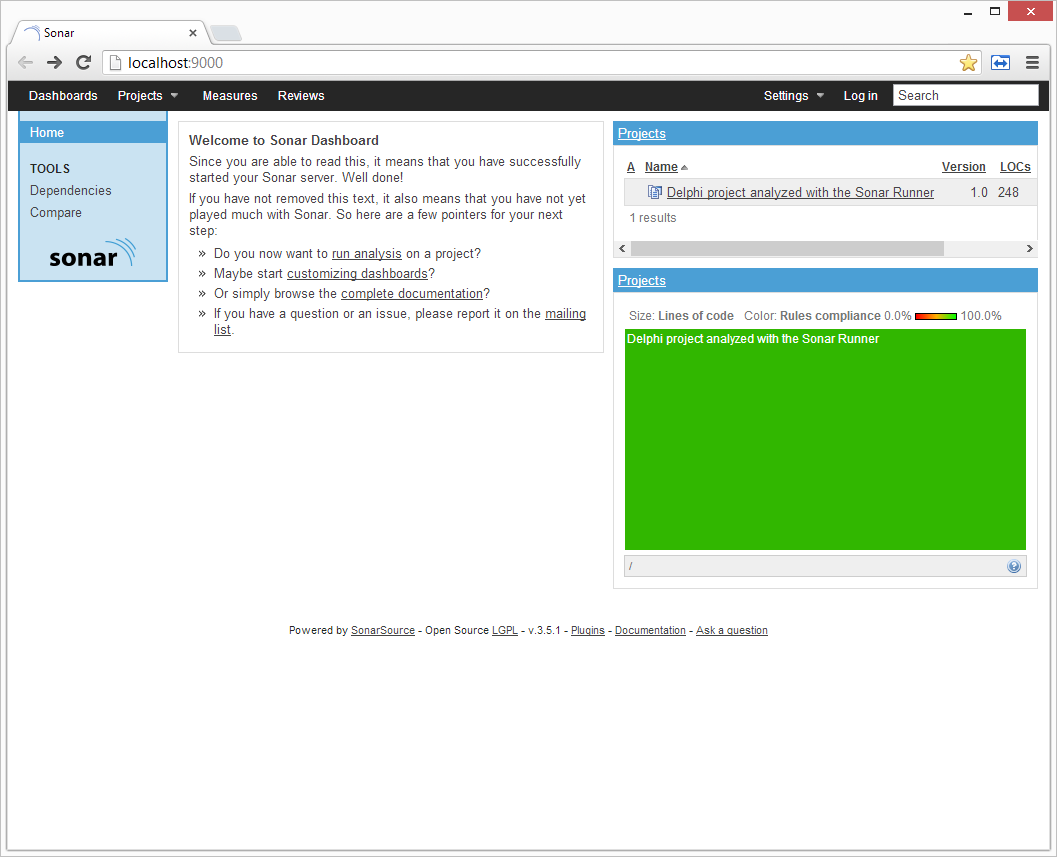 Sonar
localhost:9000
Dashboards Projects Measures Reviews Settings Log in Search
Home
TOOLS
Dependencies
Compare
sonar
Welcome to Sonar Dashboard
Since you are able to read this, it means that you have successfully
started your Sonar server. Well done!
If you have not removed this text, it also means that you have not yet
played much with Sonar. So here are a few pointers for your next
step:
» Do you now want to run analysis on a project?
» Maybe start customizing dashboards?
» Or simply browse the complete documentation?
» If you have a question or an issue, please report it on the mailing
list.
Projects
A Name Version LOCs
Delphi project analyzed with the Sonar Runner 1.0 248
1 results
Projects
Size: Lines of code Color: Rules compliance 0.0% 100.0%
Delphi project analyzed with the Sonar Runner
/ ?
Powered by SonarSource - Open Source LGPL - v.3.5.1 - Plugins - Documentation - Ask a question